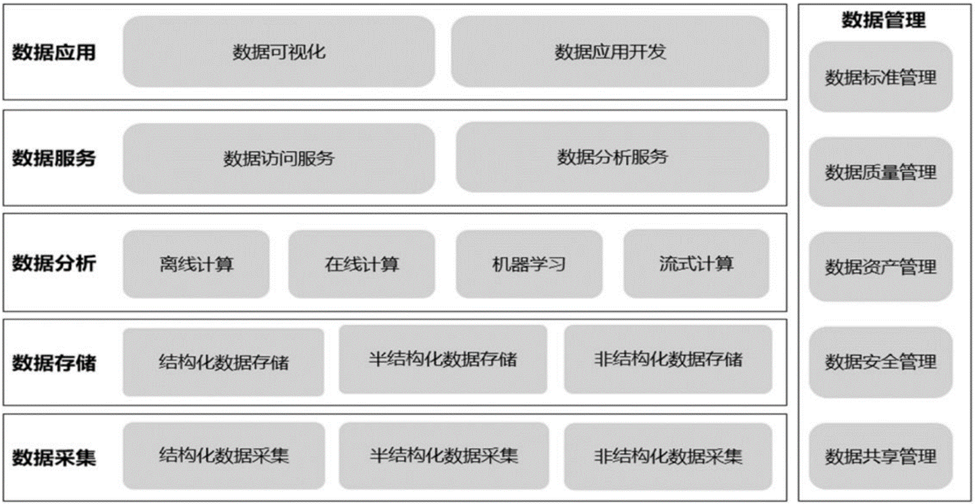 数据应用
数据可视化
数据应用开发
数据服务
数据访问服务
数据分析服务
数据分析
离线计算
在线计算
机器学习
流式计算
数据存储
结构化数据存储
半结构化数据存储
非结构化数据存储
数据采集
结构化数据采集
半结构化数据采集
非结构化数据采集
数据管理
数据标准管理
数据质量管理
数据资产管理
数据安全管理
数据共享管理